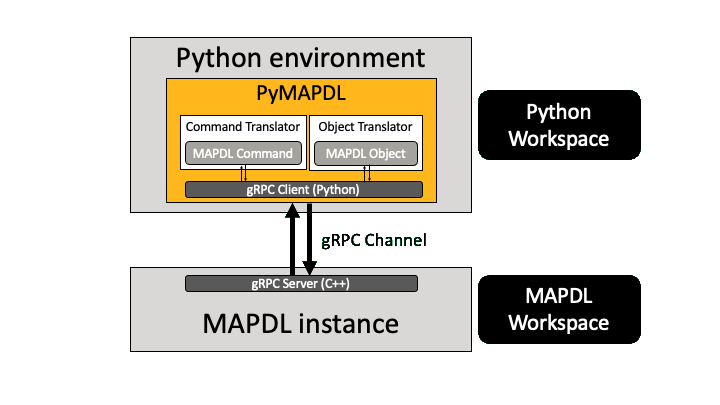 Python environment
PyMAPDL
Command Translator
Object Translator
MAPDL Command
MAPDL Object
gRPC Client (Python)
Python
Workspace
gRPC Channel
gRPC Server (C++)
MAPDL instance
MAPDL
Workspace